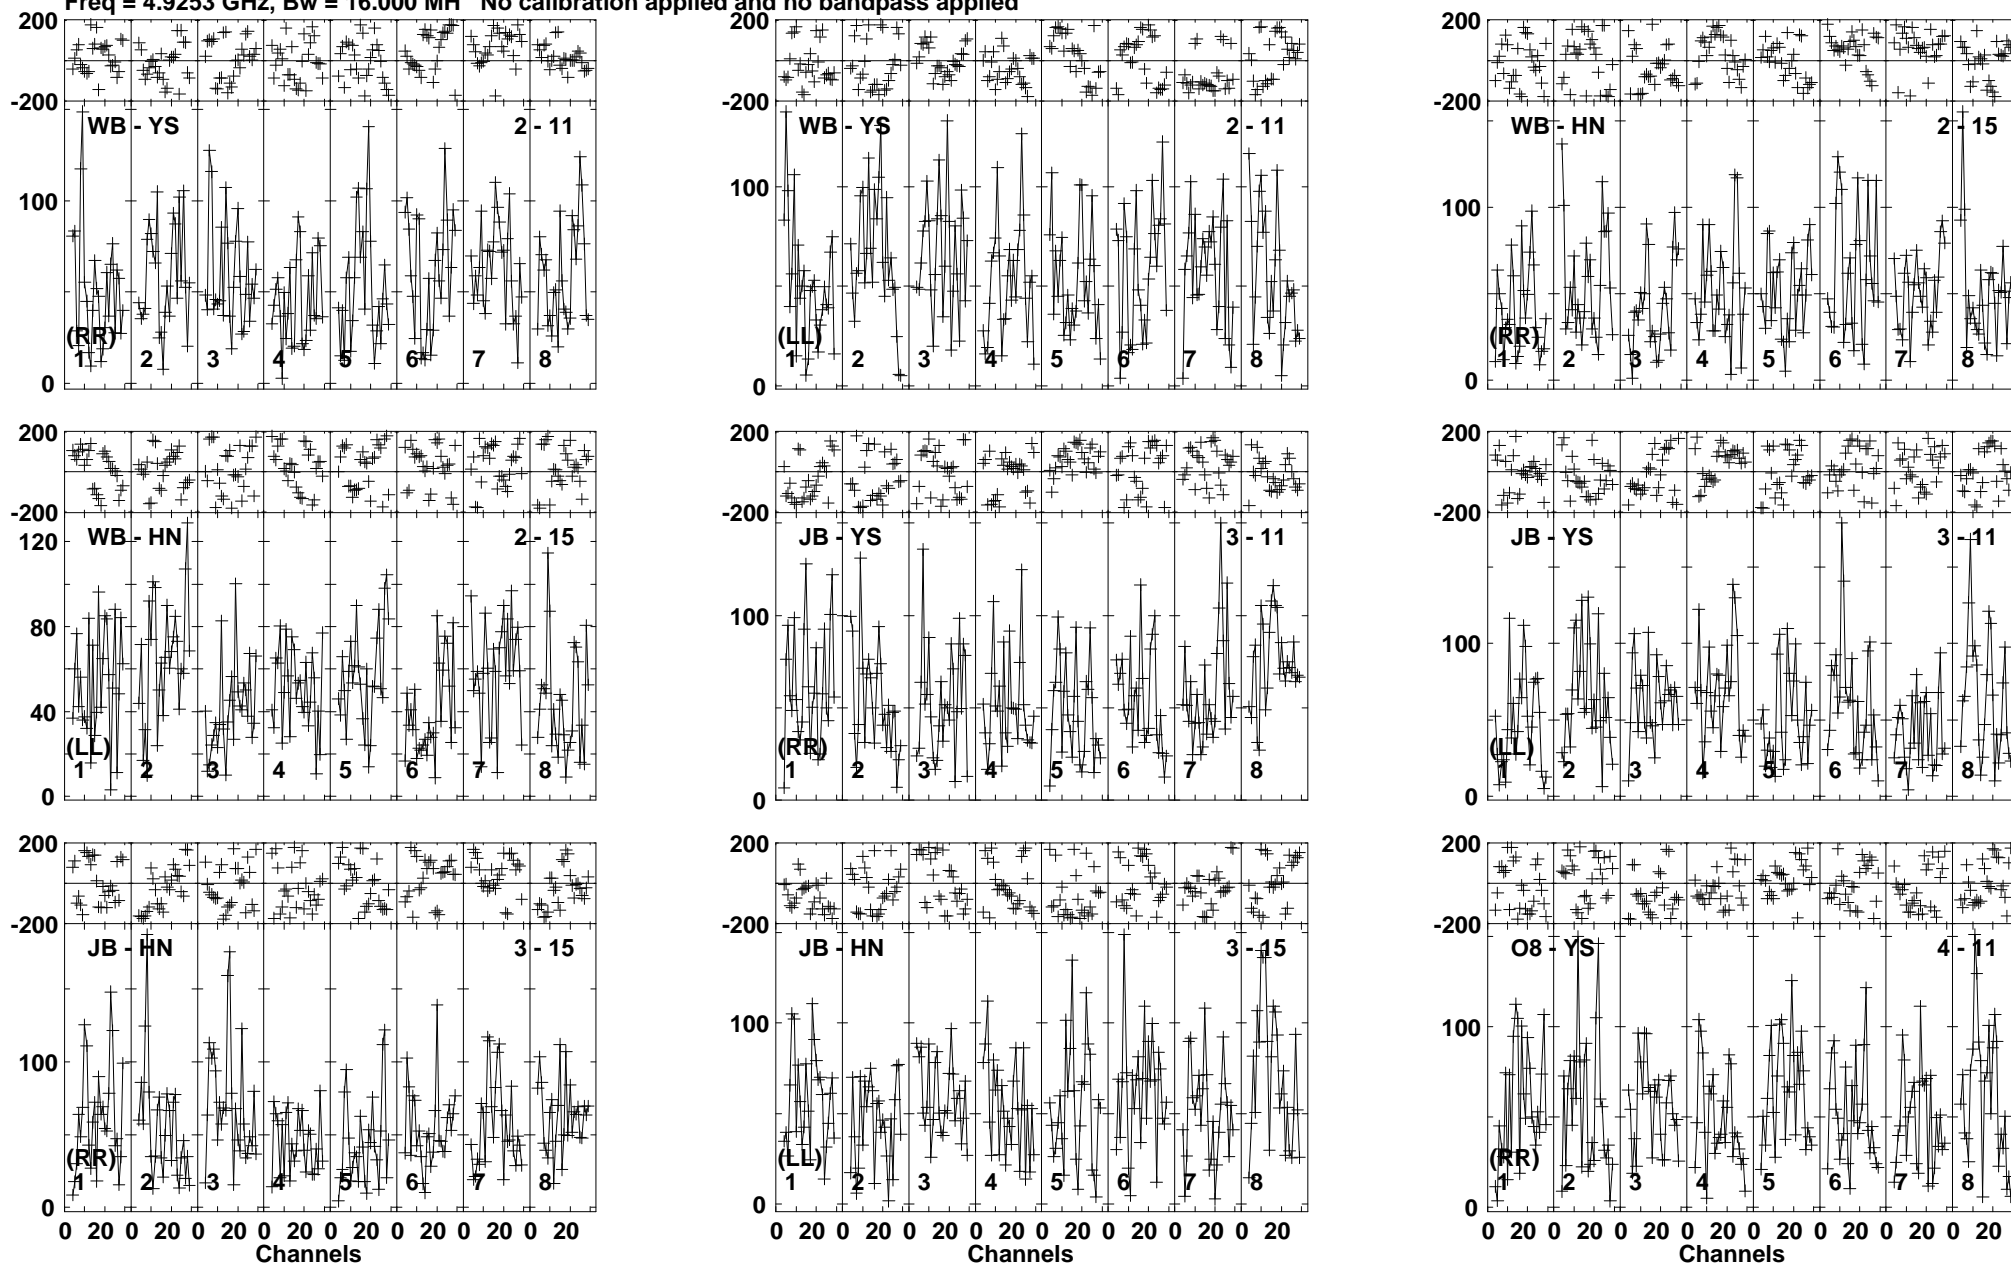 Freq = 4.9253 GHz, Bw = 16.000 MH No calibration applied and no bandpass applied
200 200 200
-200 -200 -200
WB - YS 2 - 11 WB - YS 2 - 11 WB - HN 2 - 15
100 100 100
(RR) (LL) (RR)
1 2 3 4 5 6 7 8 1 2 3 4 5 6 7 8 1 2 3 4 5 6 7 8
0 0 0
200 200 200
-200 -200 -200
WB - HN 2 - 15 JB - YS 3 - 11 JB - YS 3 - 11
120
100 100
80
40
(LL) (RR) (LL)
1 2 3 4 5 6 7 8 1 2 3 4 5 6 7 8 1 2 3 4 5 6 7 8
0 0 0
200 200 200
-200 -200 -200
JB - HN 3 - 15 JB - HN 3 - 15 O8 - YS 4 - 11
100 100 100
(RR) (LL) (RR)
1 2 3 4 5 6 7 8 1 2 3 4 5 6 7 8 1 2 3 4 5 6 7 8
0 0 0
0 20 0 20 0 20 0 20 0 20 0 20 0 20 0 20 0 20 0 20 0 20 0 20 0 20 0 20 0 20 0 20 0 20 0 20 0 20 0 20 0 20 0 20 0 20 0 20
Channels Channels Channels